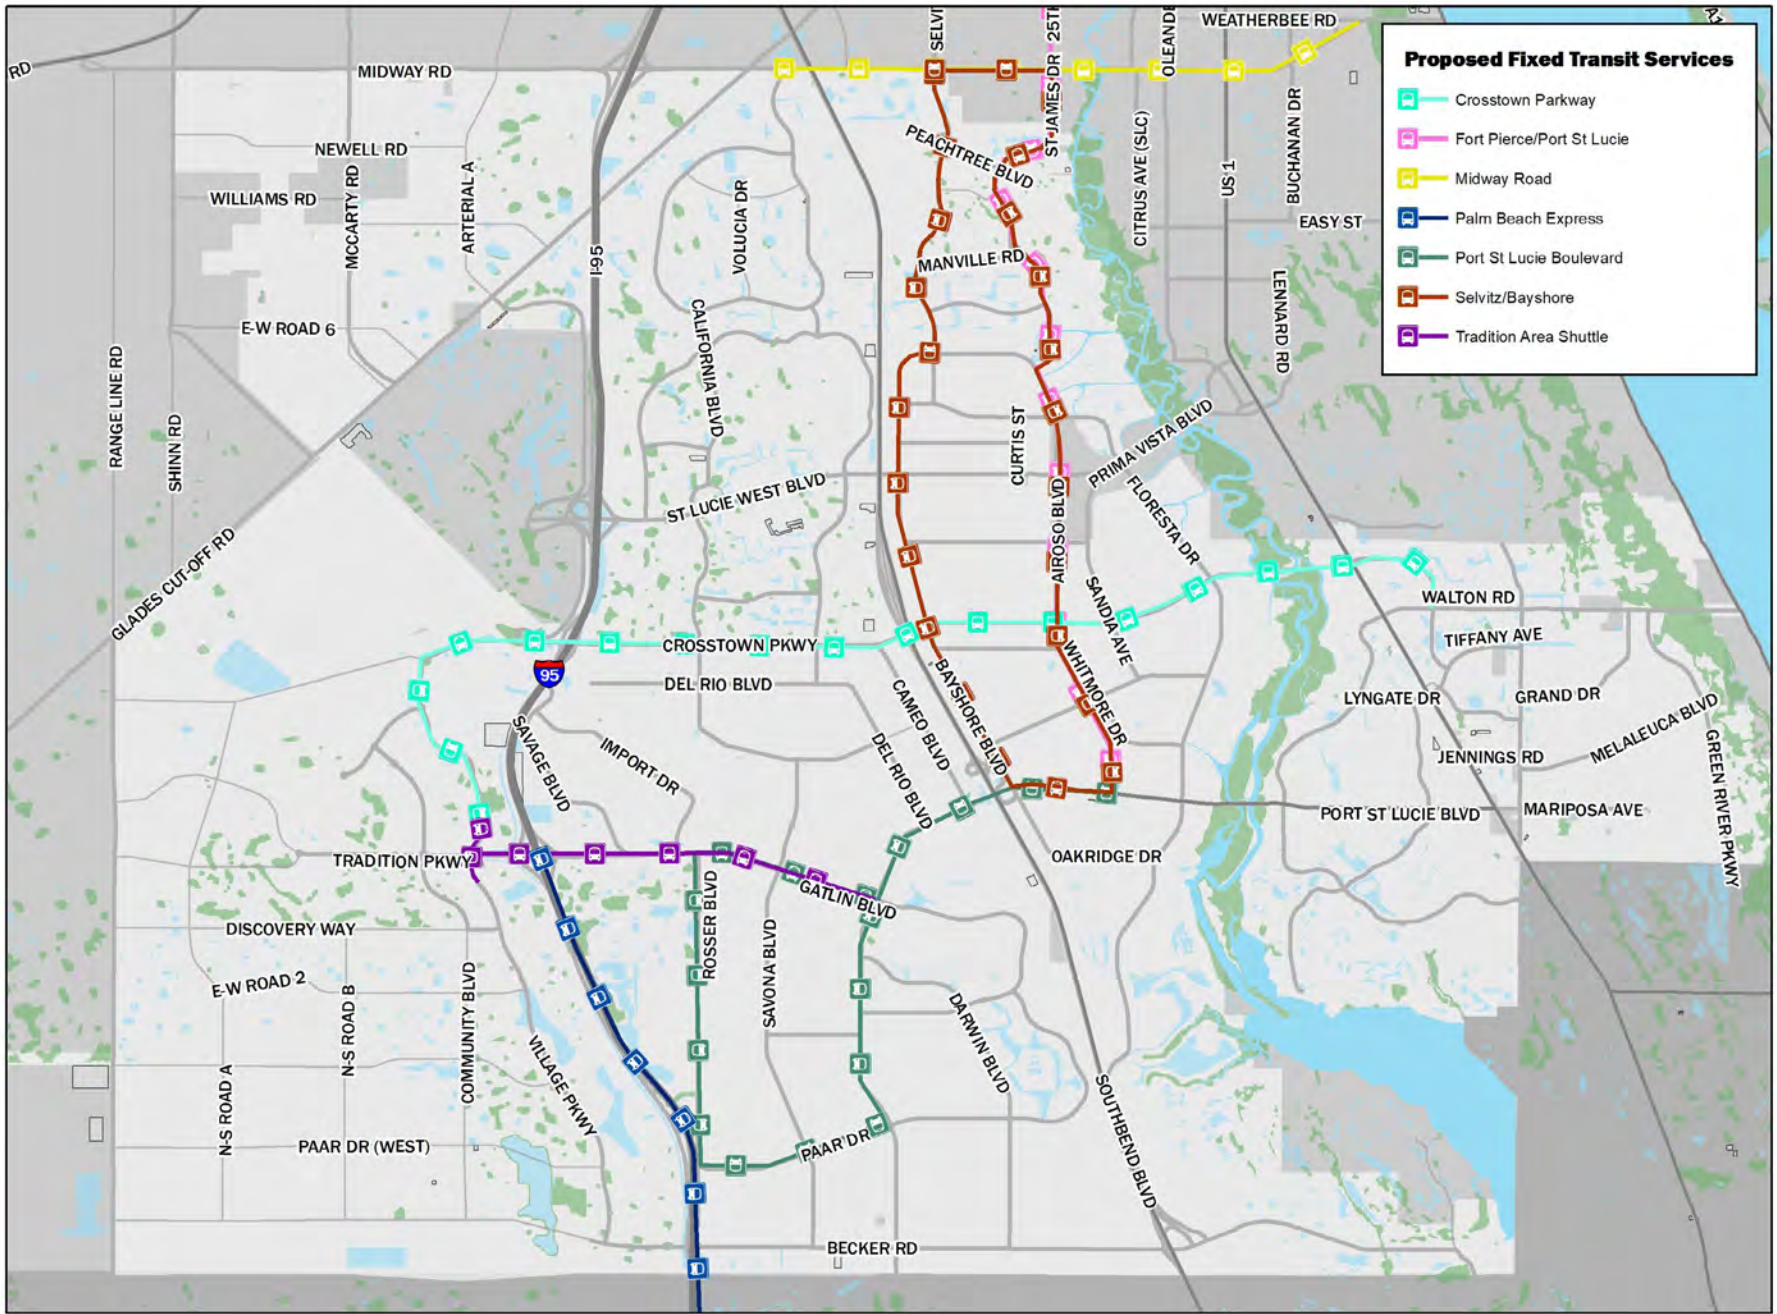 WEATHERBEE RD
A1
RD
MIDWAY RD
SELVI
ST JAMES DR
25TH
OLEANDE
Proposed Fixed Transit Services
Crosstown Parkway
Fort Pierce/Port St Lucie
Midway Road
Palm Beach Express
Port St Lucie Boulevard
Selvitz/Bayshore
Tradition Area Shuttle
NEWELL RD
WILLIAMS RD
MCCARTY RD
ARTERIAL A
I-95
VOLUCIA DR
PEACHTREE BLVD
CITRUS AVE (SLC)
US 1
BUCHANAN DR
EASY ST
MANVILLE RD
LENNARD RD
E-W ROAD 6
RANGE LINE RD
SHINN RD
CALIFORNIA BLVD
CURTIS ST
PRIMA VISTA BLVD
ST LUCIE WEST BLVD
AIROSO BLVD
FLORESTA DR
GLADES CUT-OFF RD
SANDIA AVE
WALTON RD
TIFFANY AVE
CROSSTOWN PKWY
95
DEL RIO BLVD
WHITMORE DR
BAYSHORE BLVD
CAMEO BLVD
LYNGATE DR
GRAND DR
MELALEUCA BLVD
SAVAGE BLVD
IMPORT DR
DEL RIO BLVD
JENNINGS RD
GREEN RIVER PKWY
PORT ST LUCIE BLVD
MARIPOSA AVE
TRADITION PKWY
OAKRIDGE DR
GATLIN BLVD
ROSSER BLVD
DISCOVERY WAY
SAVONA BLVD
E-W ROAD 2
COMMUNITY BLVD
N-S ROAD B
DARWIN BLVD
VILLAGE PKWY
N-S ROAD A
SOUTHBEND BLVD
PAAR DR (WEST)
PAAR DR
BECKER RD